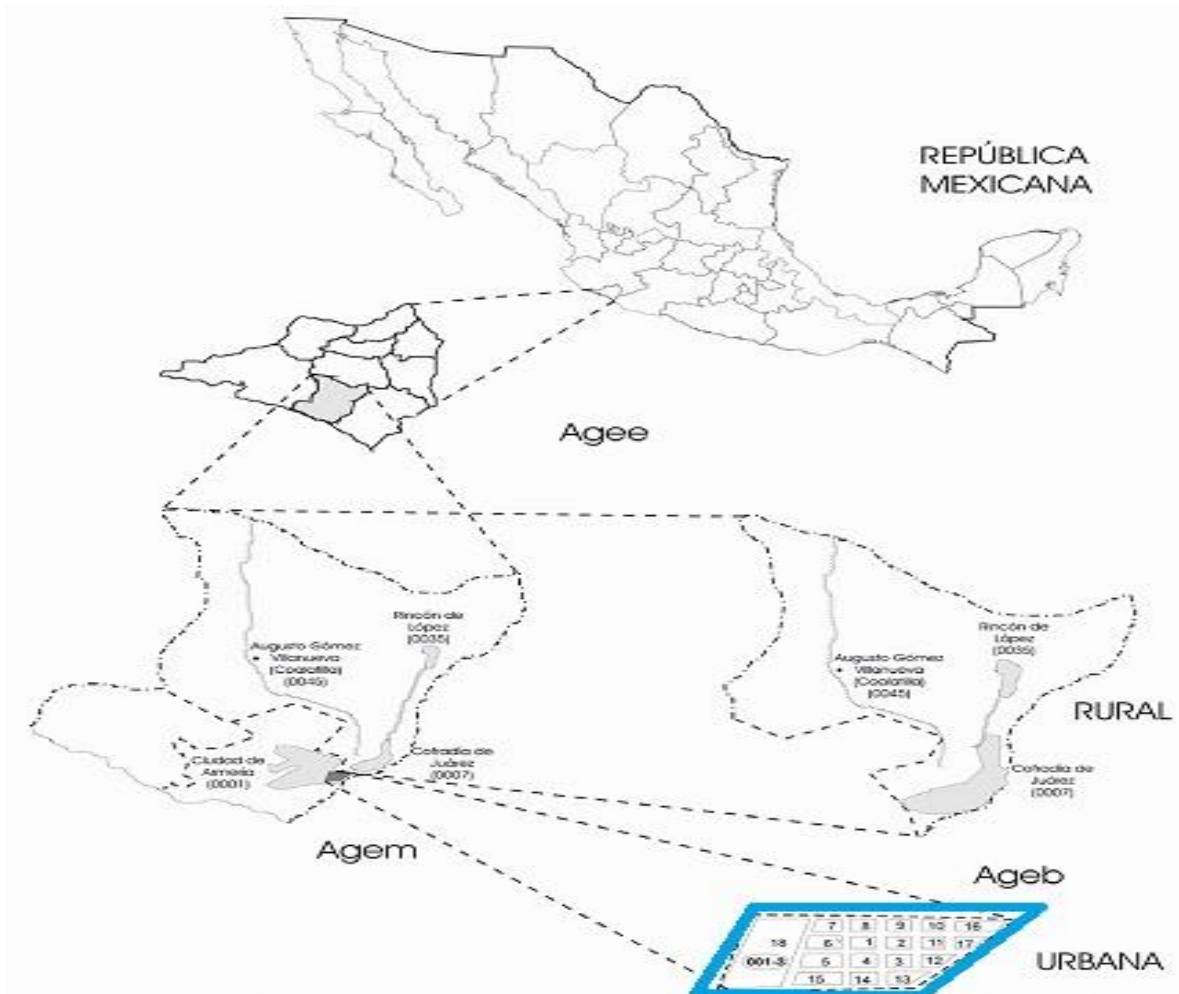 REPÚBLICA
MEXICANA
Agee
Rincón de
López
(0035)
Augusto Gómez
Villanueva
(Coalatilla)
(0045)
Ciudad de
Armería
(0001)
Cofradía de
Juárez
(0007)
Agem
Rincón de
López
(0035)
Augusto Gómez
Villanueva
(Coalatilla)
(0045)
RURAL
Cofradía de
Juárez
(0007)
Ageb
7 8 9 10 16
18 6 1 2 11 17
001-3 5 4 3 12
15 14 13
URBANA